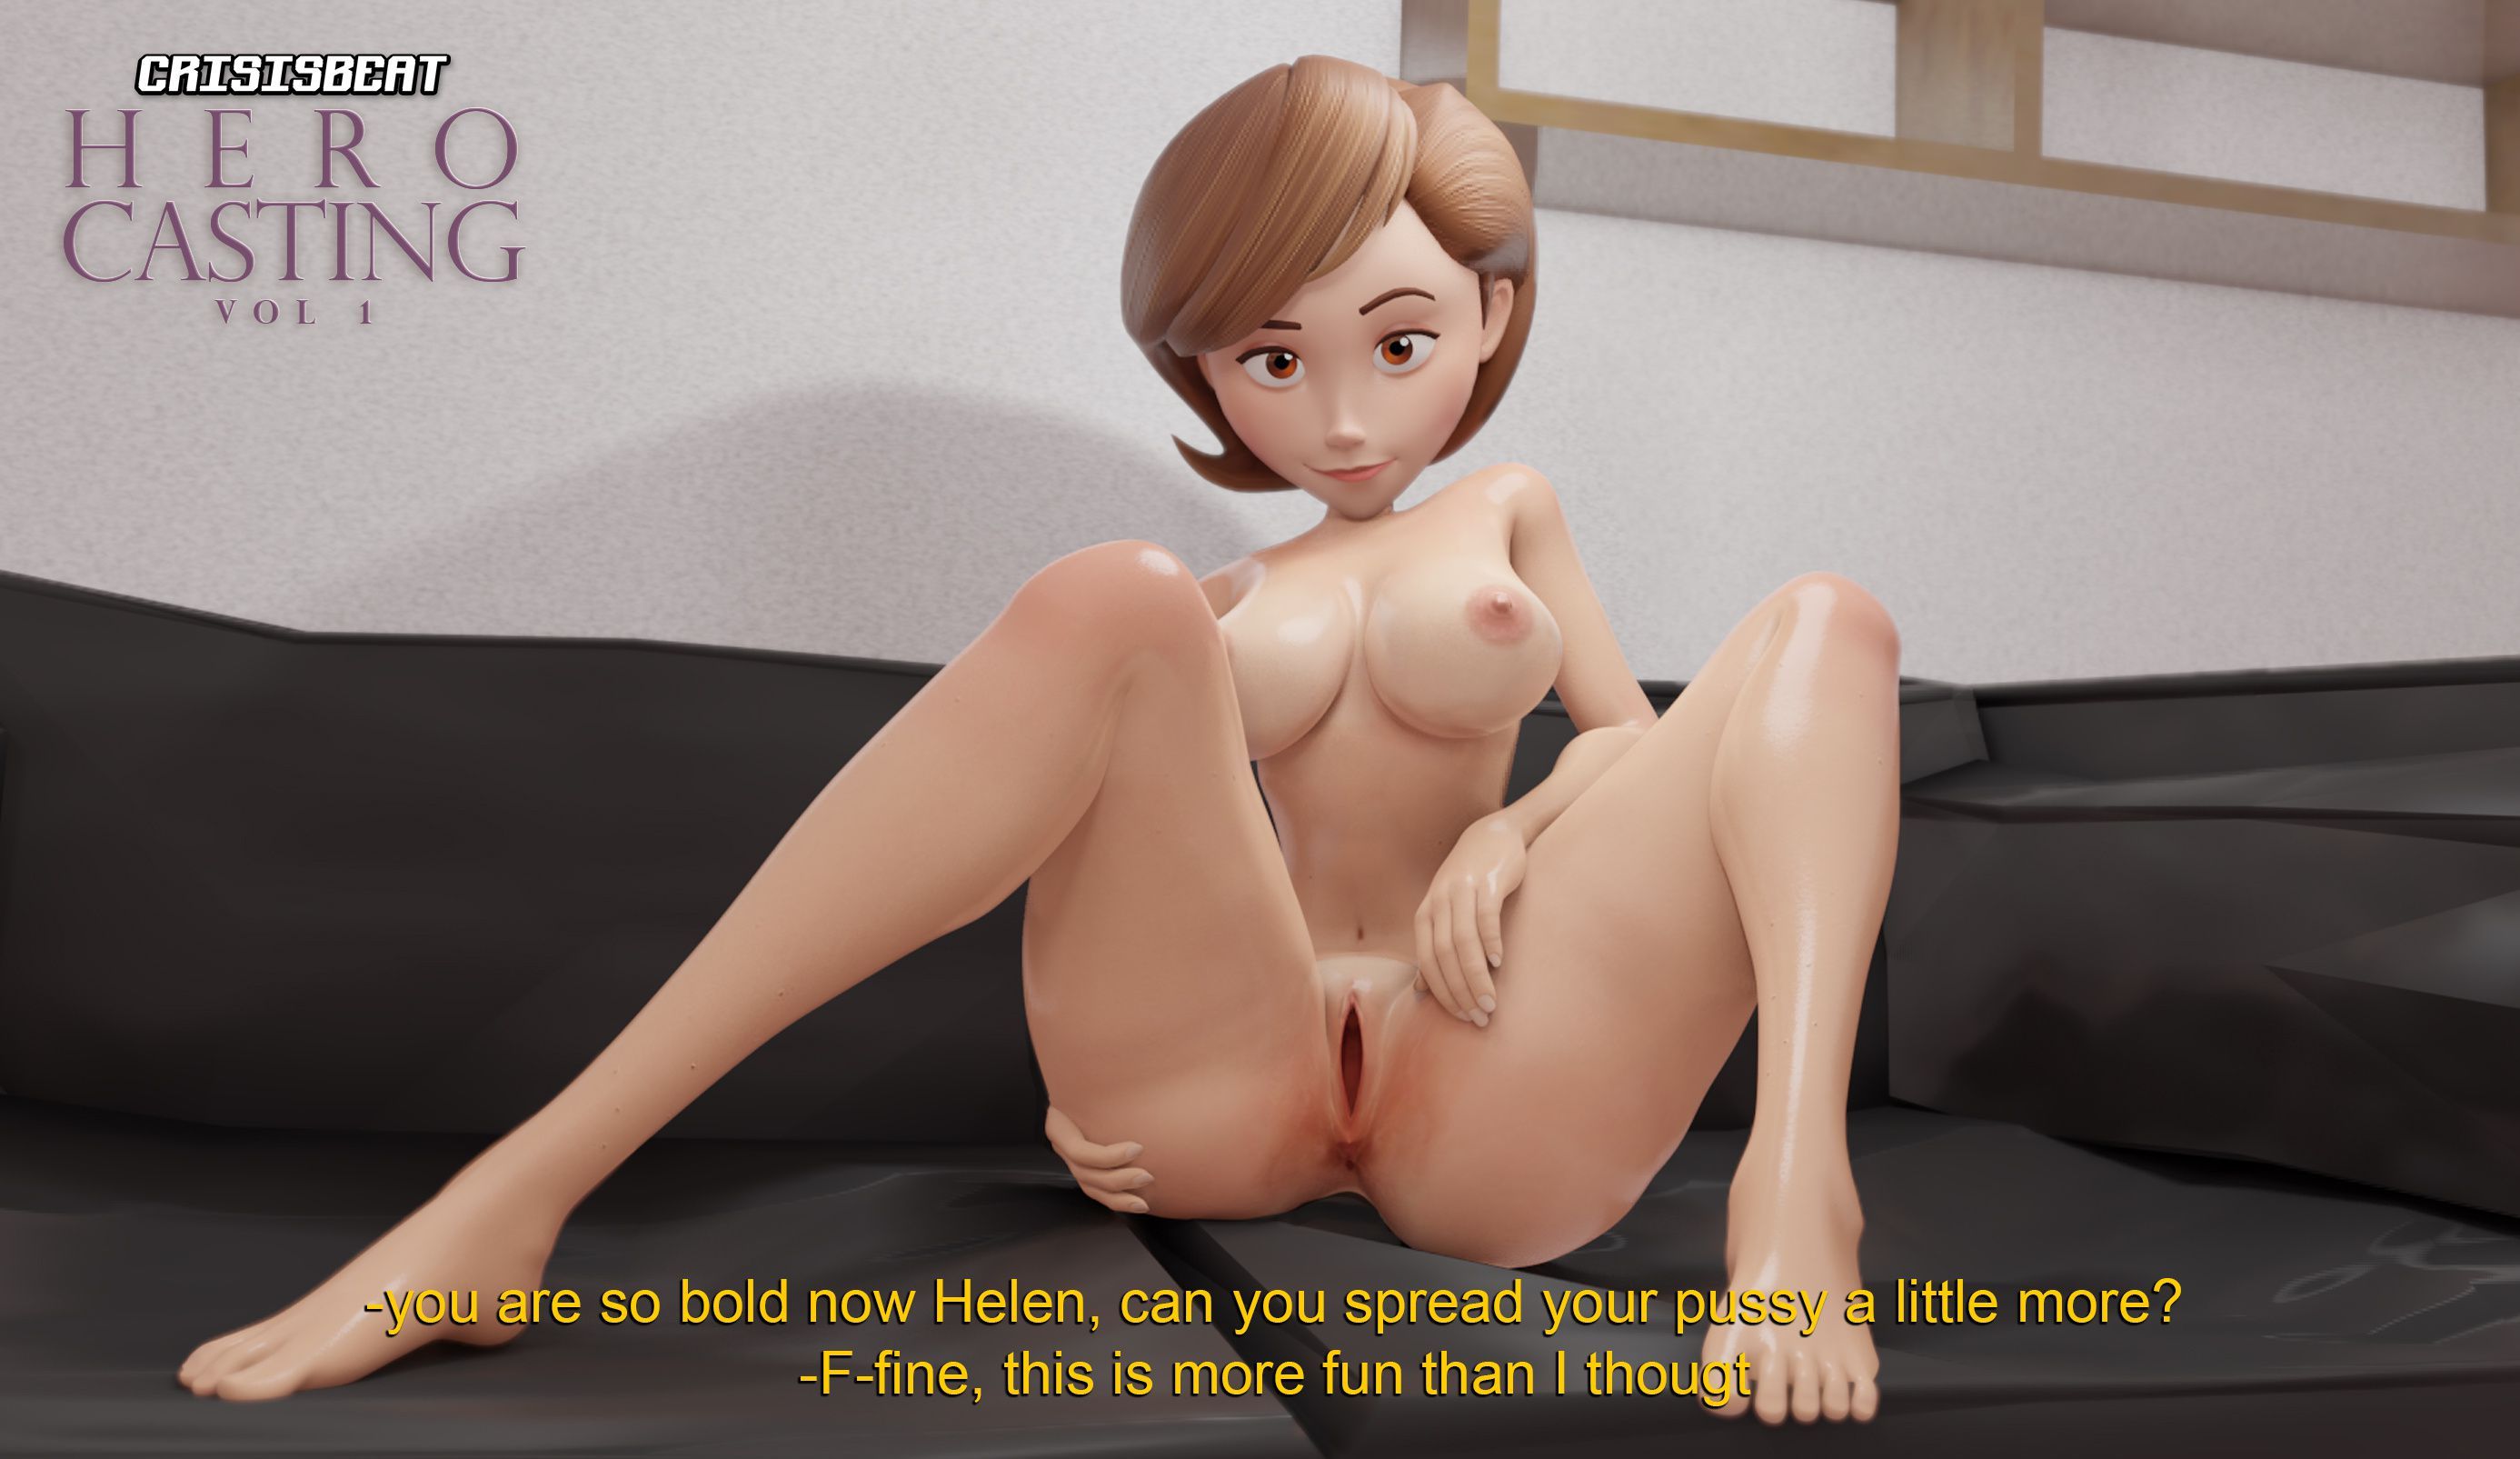 CRISISBEAT
HERO
CASTING
VOL 1
-you are so bold now Helen, can you spread your pussy a little more?
-F-fine, this is more fun than I thougt